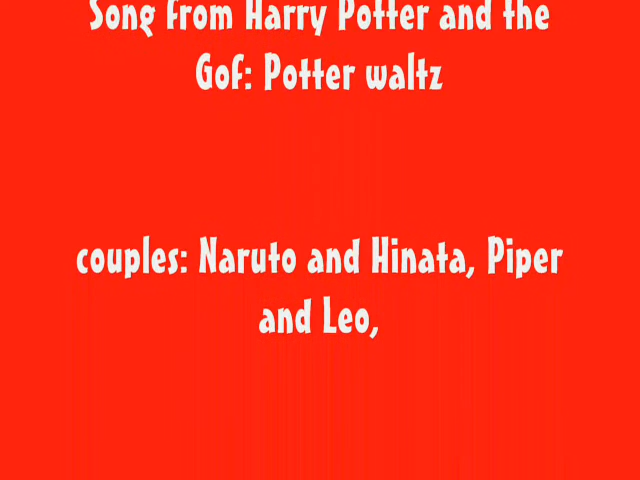 Song from Harry Potter and the
Gof: Potter waltz
couples: Naruto and Hinata, Piper
and Leo,